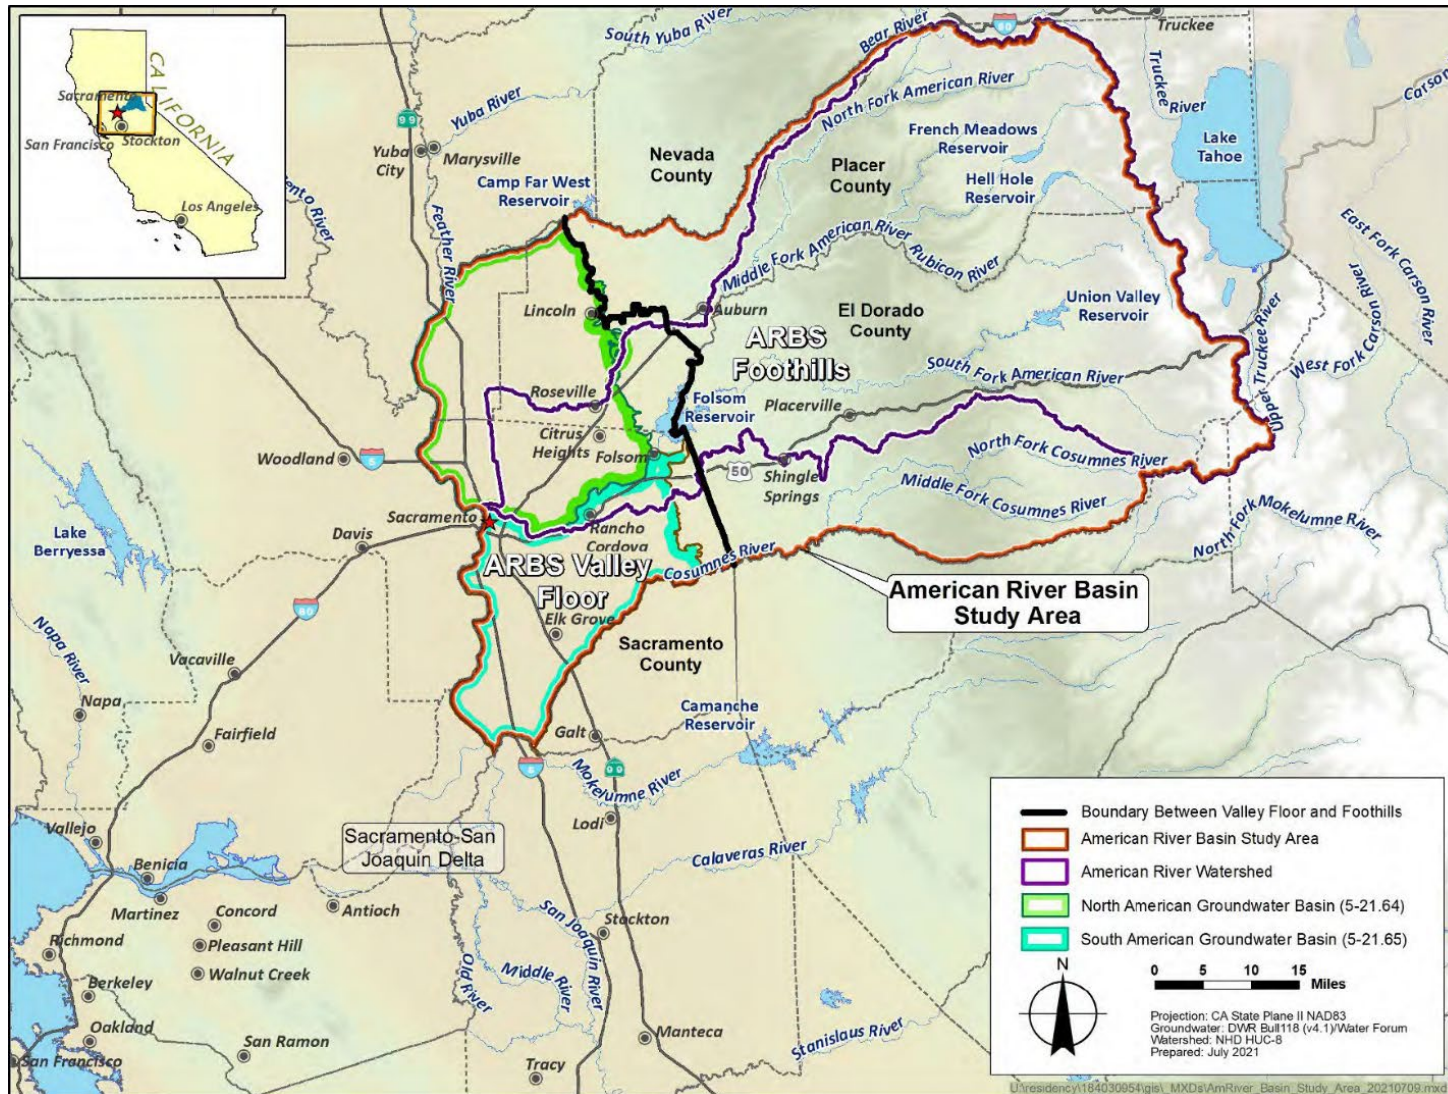 CALIFORNIA
Sacramento
Stockton
San Francisco
Los Angeles
South Yuba River
Bear River
80
Truckee
Truckee
River
Carson
99
Yuba River
North Fork American River
French Meadows
Reservoir
Lake
Tahoe
Yuba
City
Marysville
Nevada
County
Placer
County
Hell Hole
Reservoir
Camp Far West
Reservoir
Feather River
Middle Fork American River
Rubicon River
East Fork Carson River
West Fork Carson River
Lincoln
Auburn
El Dorado
County
Union Valley
Reservoir
ARBS
Foothills
Upper Truckee River
South Fork American River
Roseville
Folsom
Reservoir
Placerville
Citrus
Heights
Folsom
Woodland
5
50
Shingle
Springs
North Fork Cosumnes River
Middle Fork Cosumnes River
North Fork Mokelumne River
Sacramento
Rancho
Cordova
Lake
Berryessa
Davis
Cosumnes River
ARBS Valley
Floor
American River Basin
Study Area
80
Elk Grove
Sacramento
County
Napa River
Vacaville
Napa
Fairfield
Camanche
Reservoir
Galt
5
99
Mokelumne River
Lodi
Vallejo
Sacramento-San
Joaquin Delta
Calaveras River
Benicia
Martinez
Antioch
Concord
Stockton
Richmond
Pleasant Hill
San Joaquin River
Old River
Middle River
Walnut Creek
Berkeley
Oakland
San Ramon
Manteca
Stanislaus River
San Francisco
Tracy
Boundary Between Valley Floor and Foothills
American River Basin Study Area
American River Watershed
North American Groundwater Basin (5-21.64)
South American Groundwater Basin (5-21.65)
N
0 5 10 15
Miles
Projection: CA State Plane II NAD83
Groundwater: DWR Bull118 (v4.1)/Water Forum
Watershed: NHD HUC-8
Prepared: July 2021